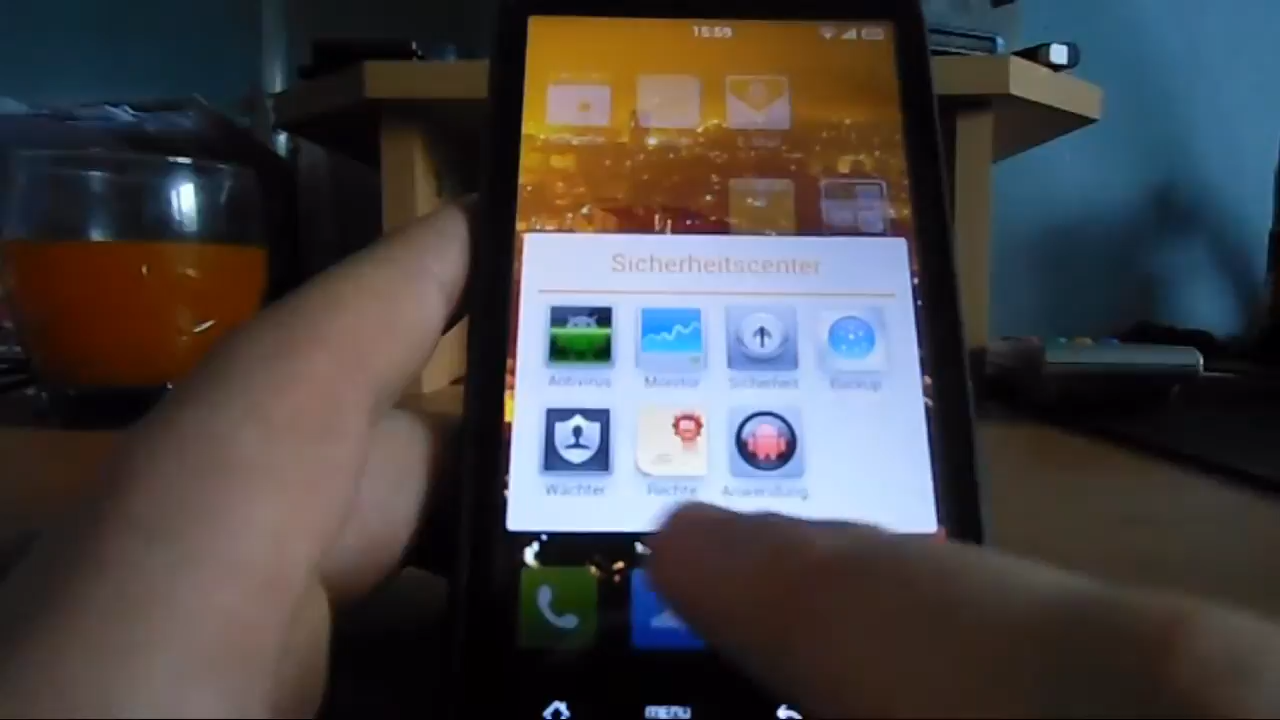 15:59
Sicherheitscenter
Antivirus Monitor Sicherheit Backup
Wächter Rechte Anwendung
MENU